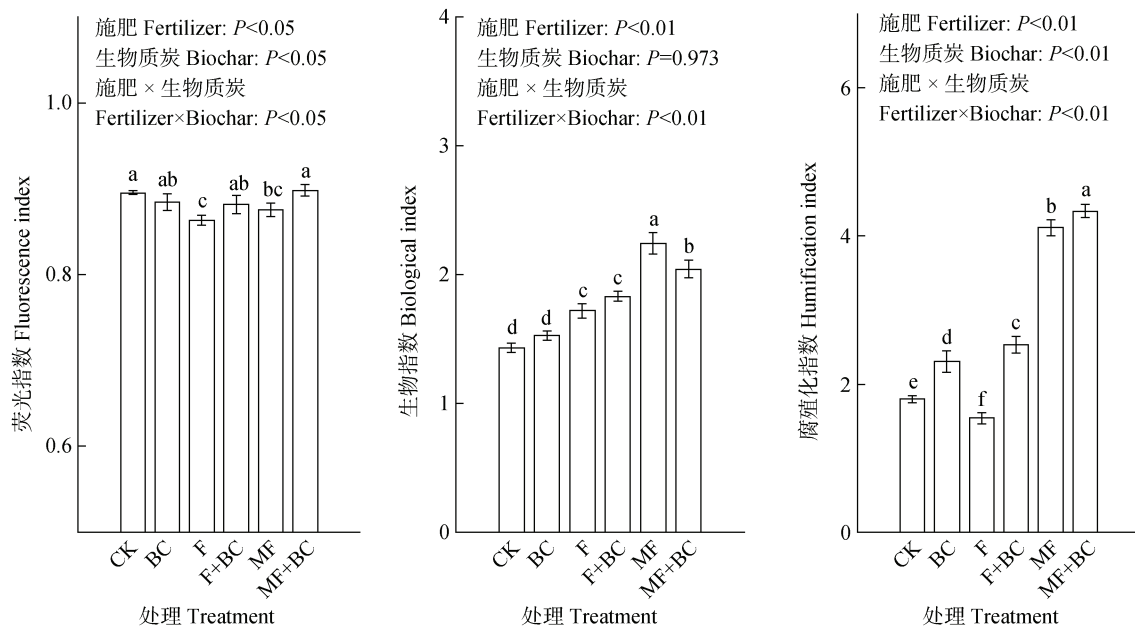 施肥 Fertilizer: P<0.05
生物质炭 Biochar: P<0.05
施肥 × 生物质炭
Fertilizer×Biochar: P<0.05
荧光指数 Fluorescence index
1.0
0.8
0.6
a
ab
c
ab
bc
a
CK
BC
F
F+BC
MF
MF+BC
处理 Treatment
施肥 Fertilizer: P<0.01
生物质炭 Biochar: P=0.973
施肥 × 生物质炭
Fertilizer×Biochar: P<0.01
生物指数 Biological index
4
3
2
1
0
d
d
c
c
a
b
CK
BC
F
F+BC
MF
MF+BC
处理 Treatment
施肥 Fertilizer: P<0.01
生物质炭 Biochar: P<0.01
施肥 × 生物质炭
Fertilizer×Biochar: P<0.01
腐殖化指数 Humification index
6
4
2
0
e
d
f
c
b
a
CK
BC
F
F+BC
MF
MF+BC
处理 Treatment